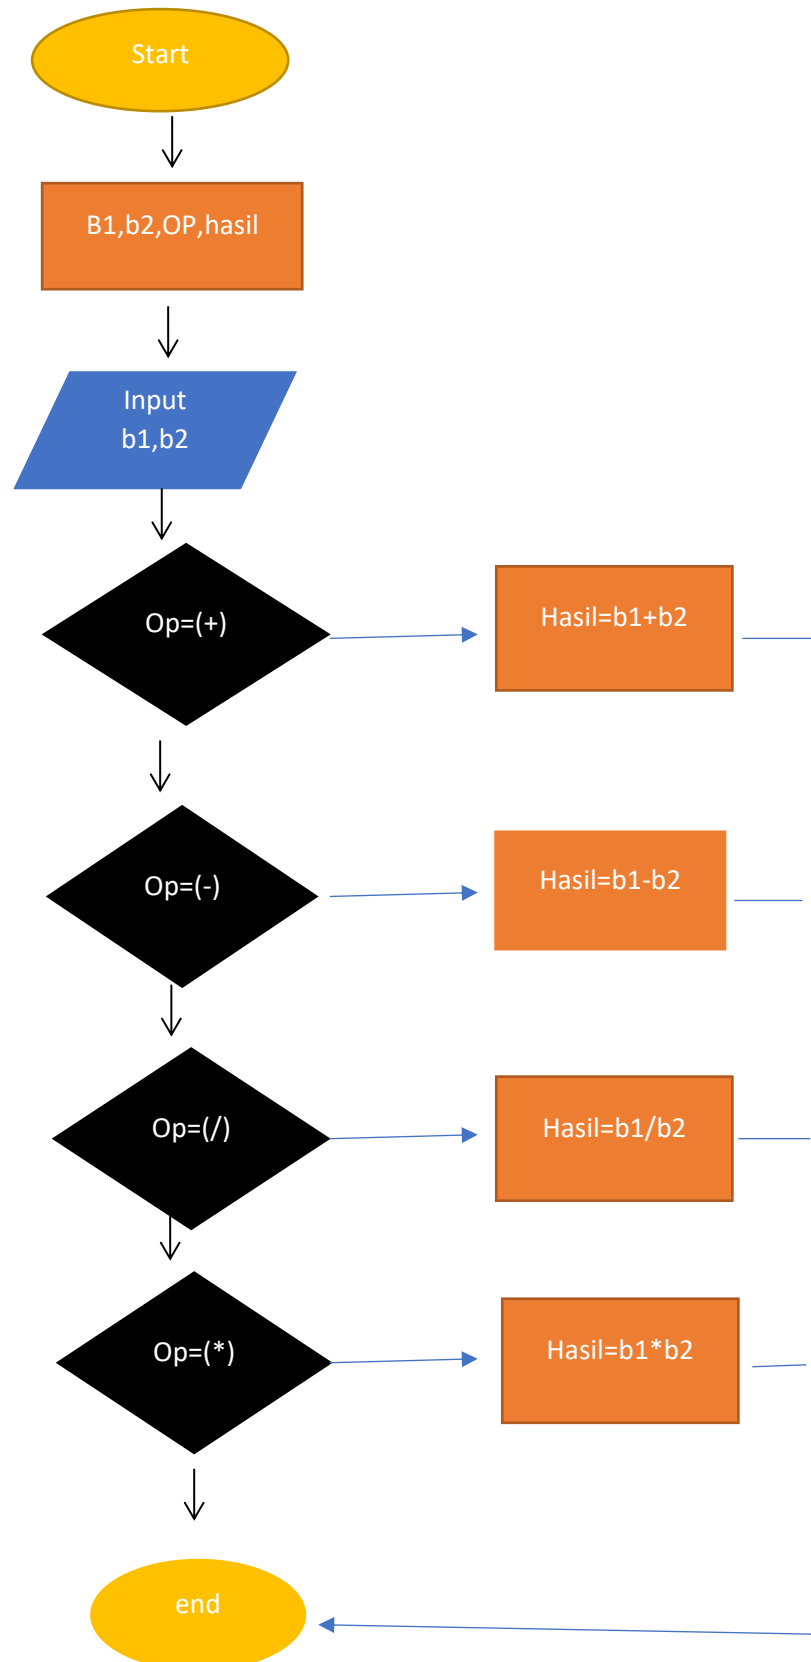 Start
B1,b2,OP,hasil
Input
b1,b2
Op=(+)
Hasil=b1+b2
Op=(-)
Hasil=b1-b2
Op=(/)
Hasil=b1/b2
Op=(*)
Hasil=b1*b2
end